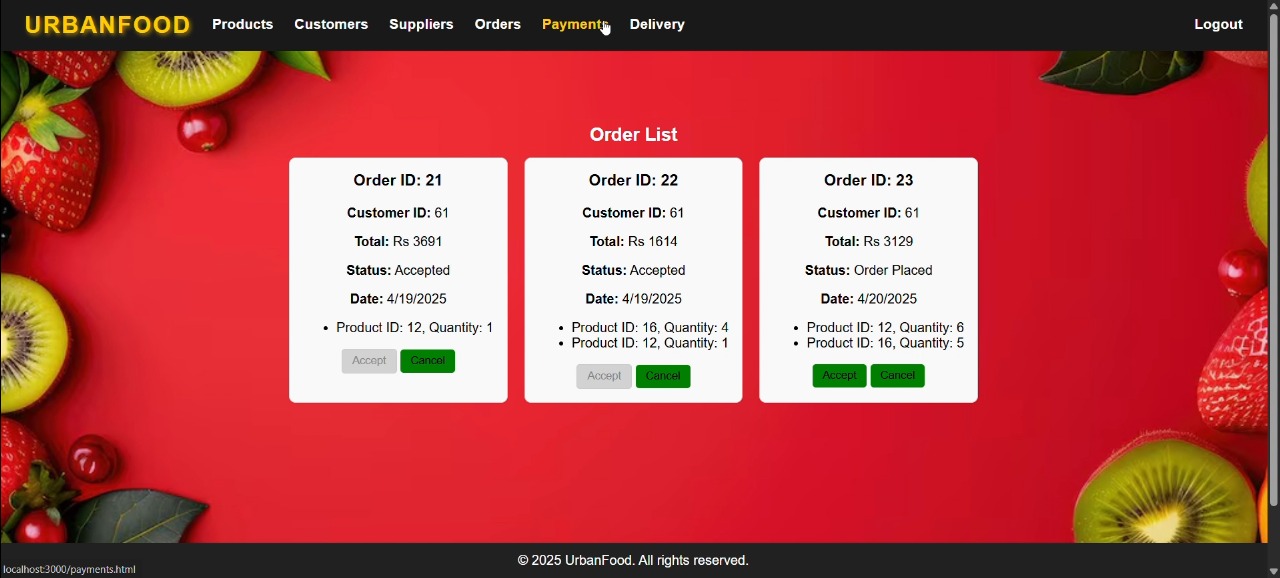 URBANFOOD Products Customers Suppliers Orders Payments Delivery Logout
Order List
Order ID: 21
Customer ID: 61
Total: Rs 3691
Status: Accepted
Date: 4/19/2025
• Product ID: 12, Quantity: 1
Accept Cancel
Order ID: 22
Customer ID: 61
Total: Rs 1614
Status: Accepted
Date: 4/19/2025
• Product ID: 16, Quantity: 4
• Product ID: 12, Quantity: 1
Accept Cancel
Order ID: 23
Customer ID: 61
Total: Rs 3129
Status: Order Placed
Date: 4/20/2025
• Product ID: 12, Quantity: 6
• Product ID: 16, Quantity: 5
Accept Cancel
© 2025 UrbanFood. All rights reserved.
localhost:3000/payments.html